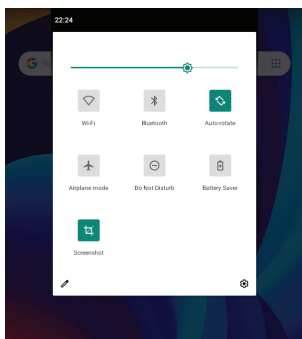 22:24
Wi-Fi
Bluetooth
Auto-rotate
Airplane mode
Do Not Disturb
Battery Saver
Screenshot